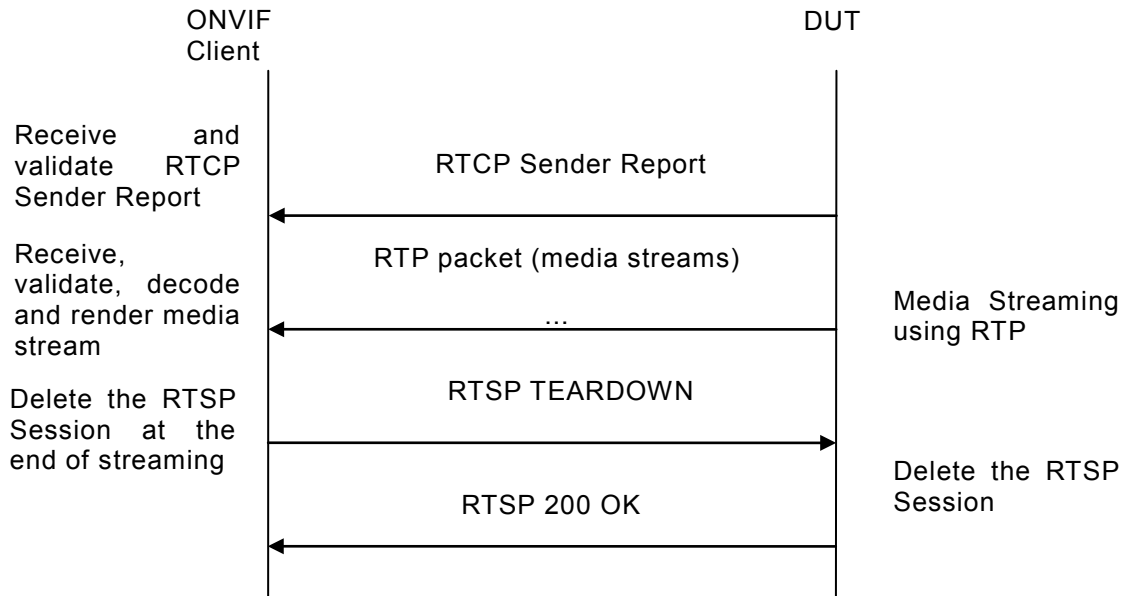 ONVIF
Client
DUT
Receive and
validate RTCP
Sender Report
RTCP Sender Report
Receive,
validate, decode
and render media
stream
RTP packet (media streams)
...
Media Streaming
using RTP
Delete the RTSP
Session at the
end of streaming
RTSP TEARDOWN
Delete the RTSP
Session
RTSP 200 OK